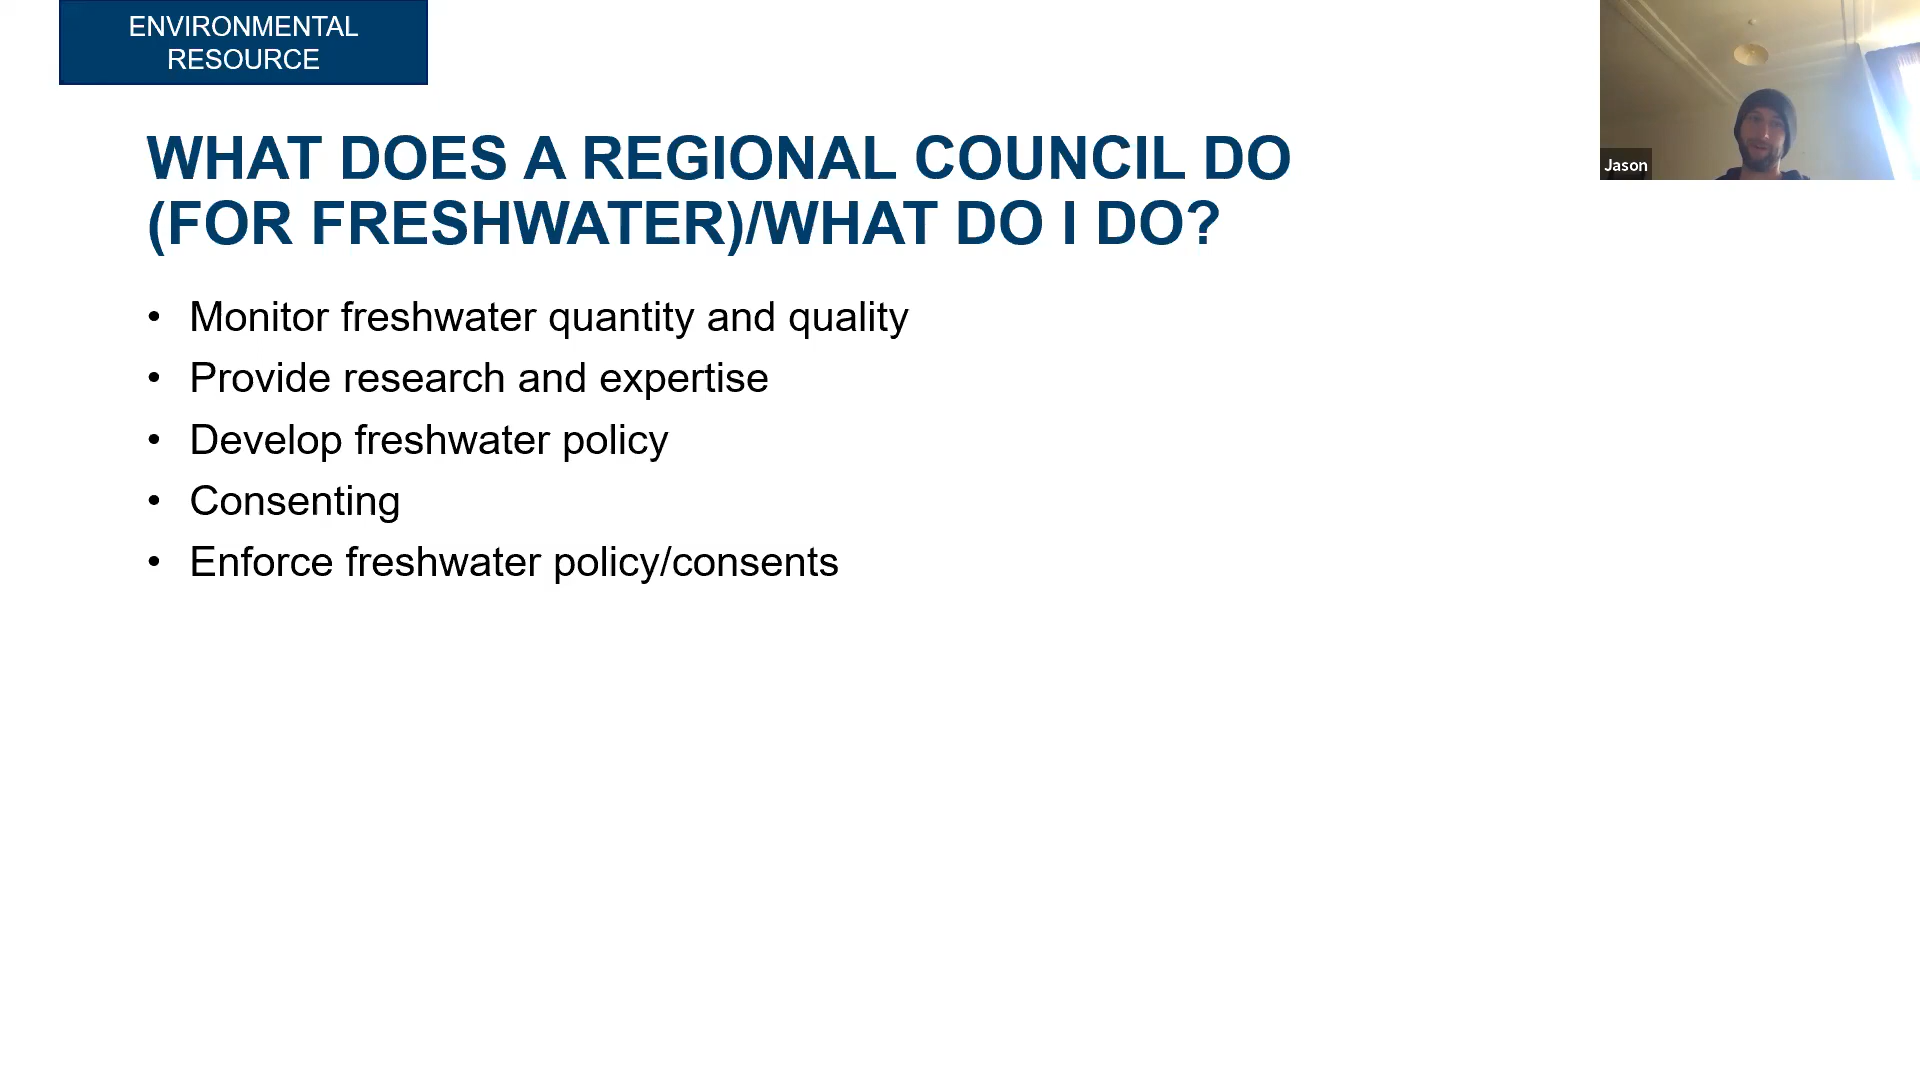 ENVIRONMENTAL
RESOURCE
WHAT DOES A REGIONAL COUNCIL DO
(FOR FRESHWATER)/WHAT DO I DO?
• Monitor freshwater quantity and quality
• Provide research and expertise
• Develop freshwater policy
• Consenting
• Enforce freshwater policy/consents
Jason